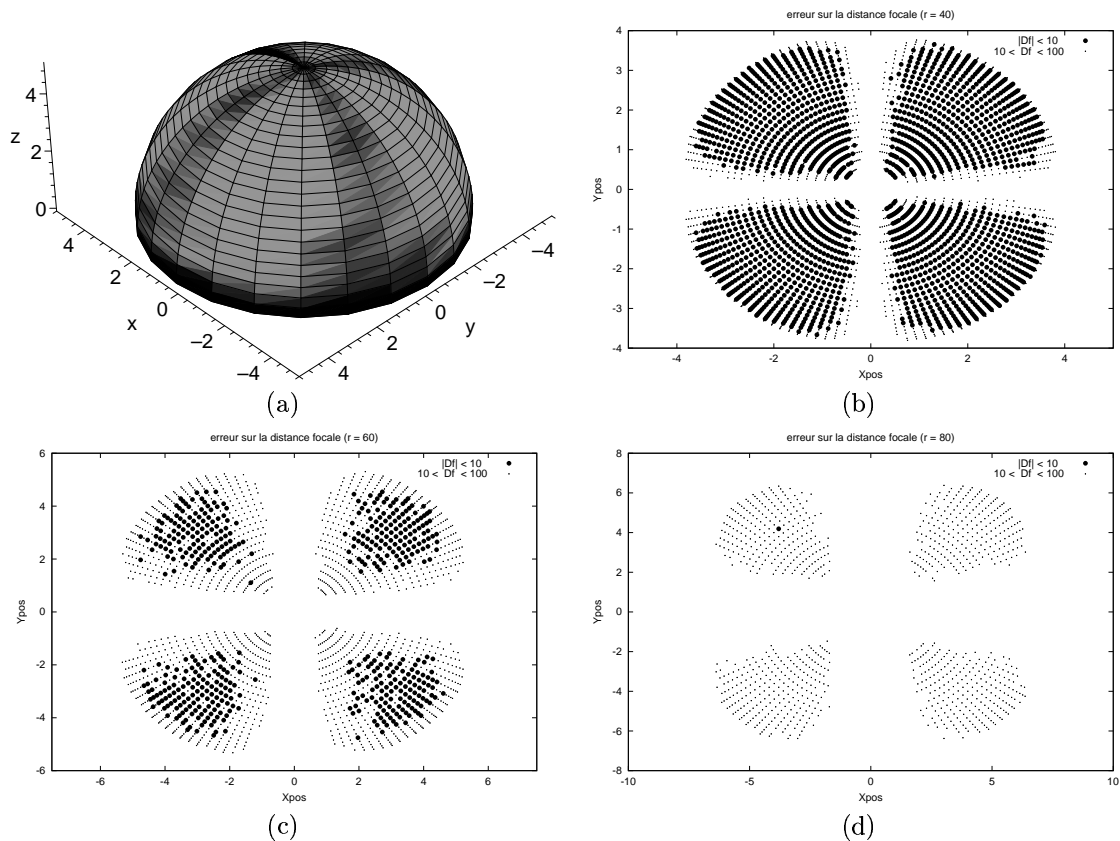 4
2
0
z
4
2
0
−2
−4
x
4
2
0
−2
−4
y
(a)
erreur sur la distance focale (r = 40)
|Df| < 10
10 < Df < 100
4
3
2
1
0
-1
-2
-3
-4
Ypos
-4 -2 0 2 4
Xpos
(b)
erreur sur la distance focale (r = 60)
|Df| < 10
10 < Df < 100
6
4
2
0
-2
-4
-6
Ypos
-6 -4 -2 0 2 4 6
Xpos
(c)
erreur sur la distance focale (r = 80)
|Df| < 10
10 < Df < 100
8
6
4
2
0
-2
-4
-6
-8
Ypos
-10 -5 0 5 10
Xpos
(d)